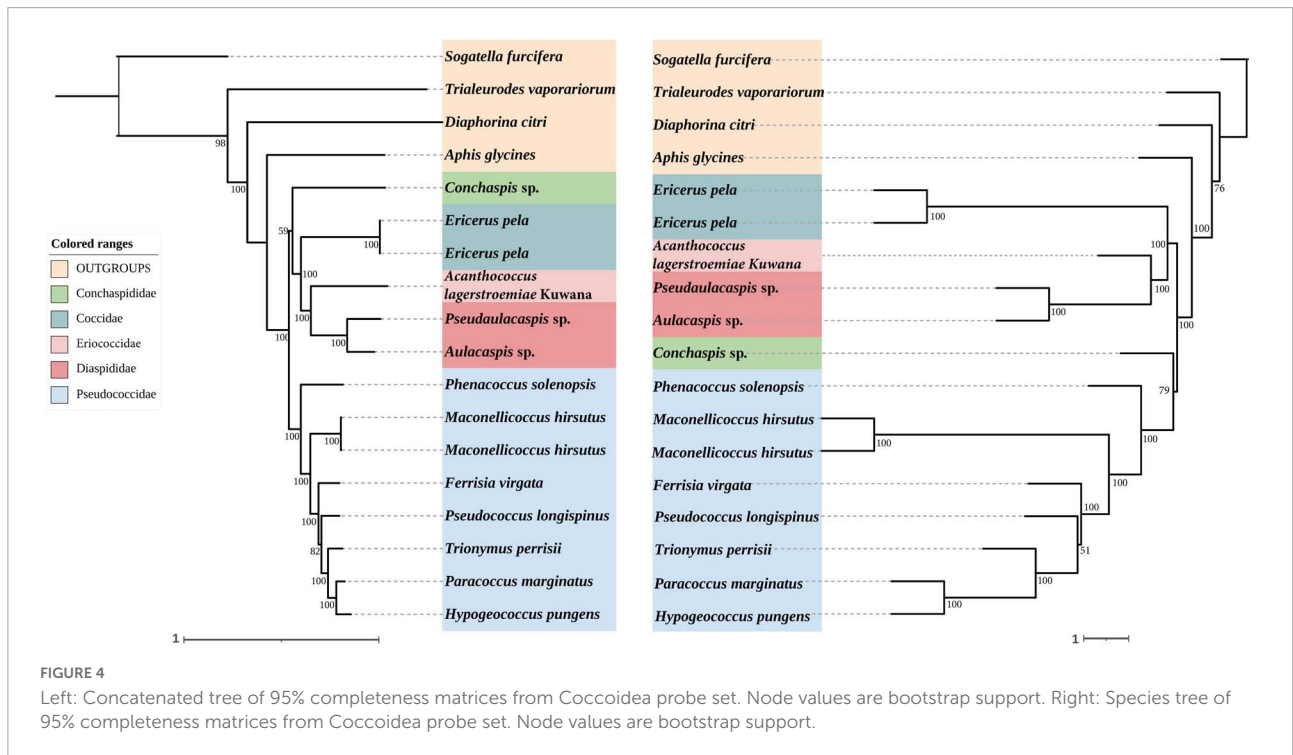 Sogatella furcifera
Trialeurodes vaporariorum
98
Diaphorina citri
100
Aphis glycines
Conchaspis sp.
59
Ericerus pela
100
Ericerus pela
100
Acanthococcus
lagerstroemiae Kuwana
100
Pseudaulacaspis sp.
100
100
Aulacaspis sp.
Phenacoccus solenopsis
100
Maconellicoccus hirsutus
100
Maconellicoccus hirsutus
100
Ferrisia virgata
100
Pseudococcus longispinus
82
Trionymus perrisii
100
Paracoccus marginatus
100
Hypogeococcus pungens
1
Colored ranges
OUTGROUPS
Conchaspididae
Coccidae
Eriococcidae
Diaspididae
Pseudococcidae
Sogatella furcifera
Trialeurodes vaporariorum
Diaphorina citri
Aphis glycines
76
Ericerus pela
100
Ericerus pela
100
100
Acanthococcus
lagerstroemiae Kuwana
100
Pseudaulacaspis sp.
100
Aulacaspis sp.
100
Conchaspis sp.
Phenacoccus solenopsis
79
Maconellicoccus hirsutus
100
100
Maconellicoccus hirsutus
100
Ferrisia virgata
100
Pseudococcus longispinus
51
Trionymus perrisii
100
Paracoccus marginatus
100
Hypogeococcus pungens
1
FIGURE 4
Left: Concatenated tree of 95% completeness matrices from Coccoidea probe set. Node values are bootstrap support. Right: Species tree of
95% completeness matrices from Coccoidea probe set. Node values are bootstrap support.